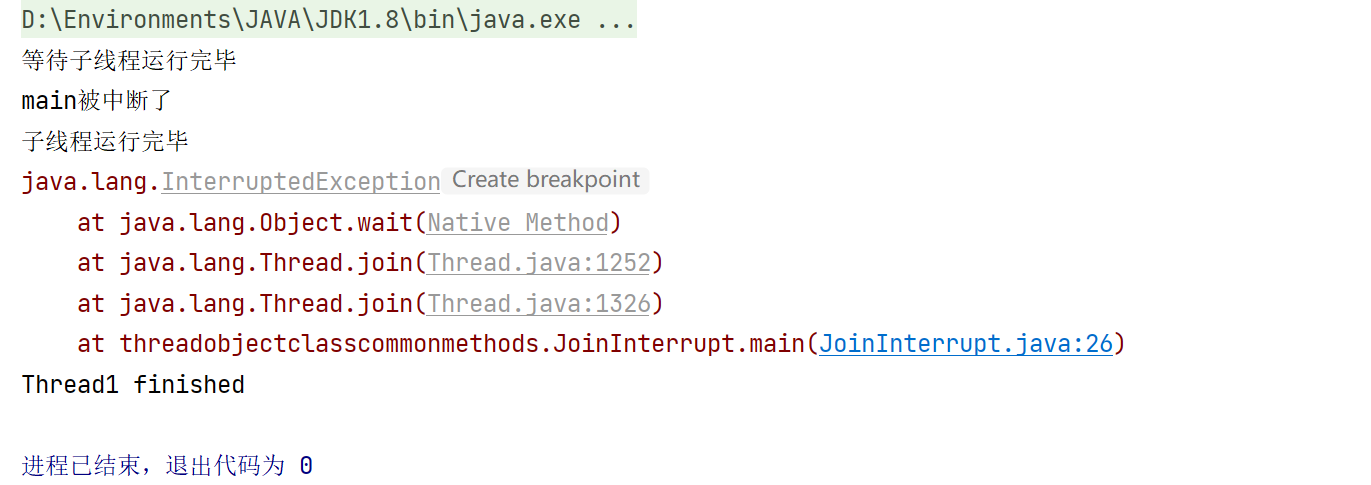 D:\Environments\JAVA\JDK1.8\bin\java.exe ...
等待子线程运行完毕
main被中断了
子线程运行完毕
java.lang.InterruptedException Create breakpoint
    at java.lang.Object.wait(Native Method)
    at java.lang.Thread.join(Thread.java:1252)
    at java.lang.Thread.join(Thread.java:1326)
    at threadobjectclasscommonmethods.JoinInterrupt.main(JoinInterrupt.java:26)
Thread1 finished
进程已结束，退出代码为 0